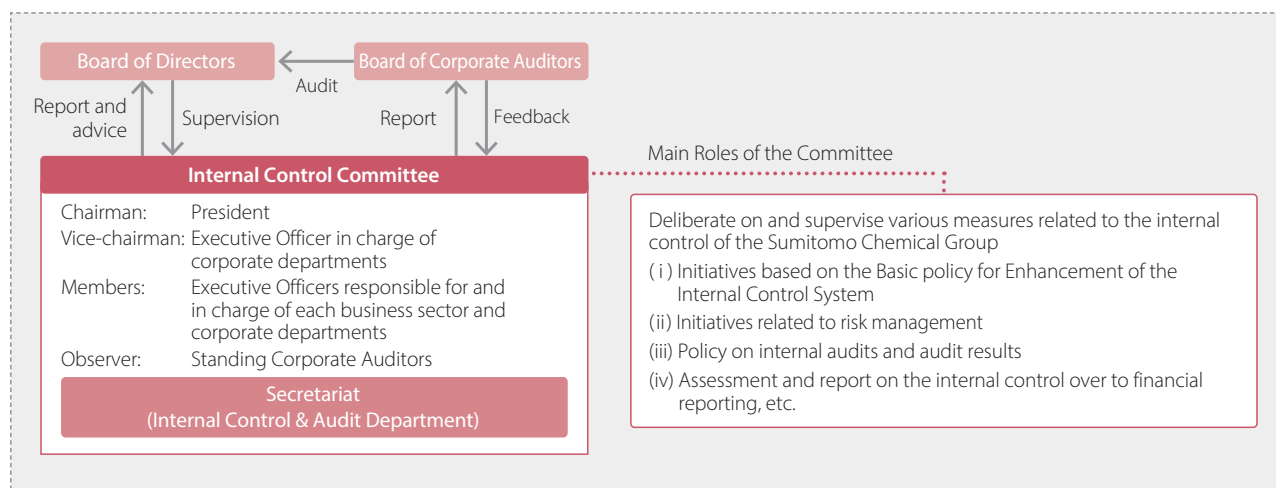 Board of Directors
Board of Corporate Auditors
Audit
Report and
advice
Supervision
Report
Feedback
Internal Control Committee
Chairman: President
Vice-chairman: Executive Officer in charge of
corporate departments
Members: Executive Officers responsible for and
in charge of each business sector and
corporate departments
Observer: Standing Corporate Auditors
Secretariat
(Internal Control & Audit Department)
Main Roles of the Committee
Deliberate on and supervise various measures related to the internal
control of the Sumitomo Chemical Group
(i) Initiatives based on the Basic policy for Enhancement of the
Internal Control System
(ii) Initiatives related to risk management
(iii) Policy on internal audits and audit results
(iv) Assessment and report on the internal control over to financial
reporting, etc.